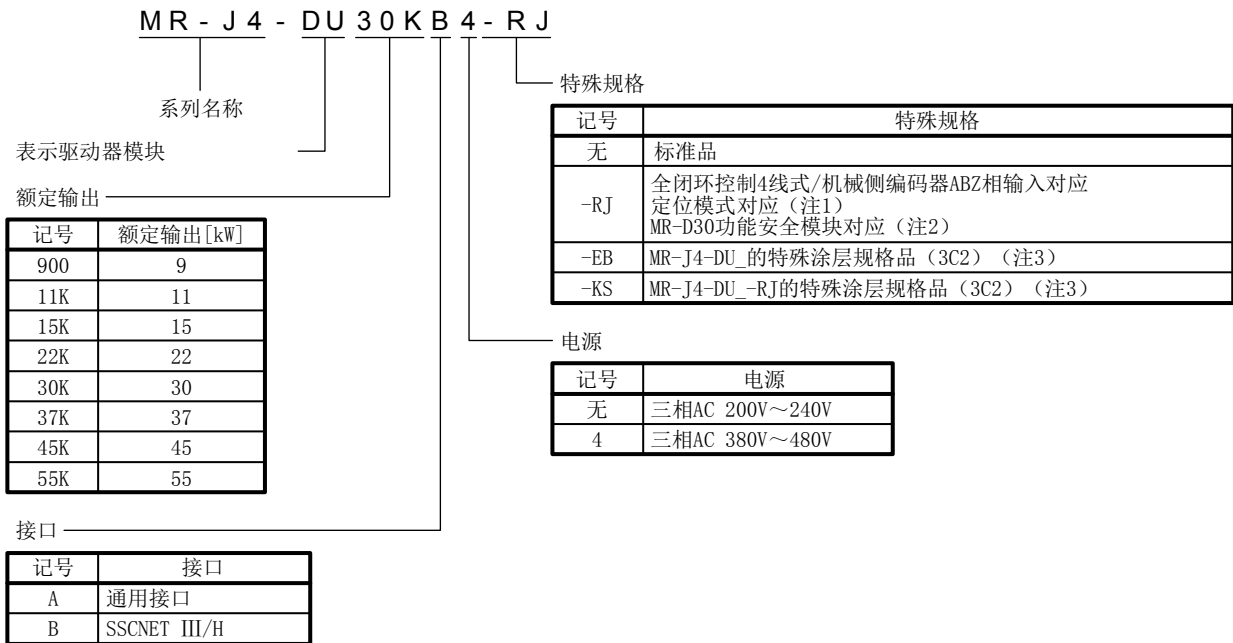 MR-J4-DU30KB4-RJ
系列名称
表示驱动器模块
额定输出
记号 额定输出[kW]
900 9
11K 11
15K 15
22K 22
30K 30
37K 37
45K 45
55K 55
接口
记号 接口
A 通用接口
B SSCNET Ⅲ/H
特殊规格
记号 特殊规格
无 标准品
-RJ 全闭环控制4线式/机械侧编码器ABZ相输入对应
定位模式对应（注1）
MR-D30功能安全模块对应（注2）
-EB MR-J4-DU_的特殊涂层规格品（3C2）（注3）
-KS MR-J4-DU_-RJ的特殊涂层规格品（3C2）（注3）
电源
记号 电源
无 三相AC 200V～240V
4 三相AC 380V～480V